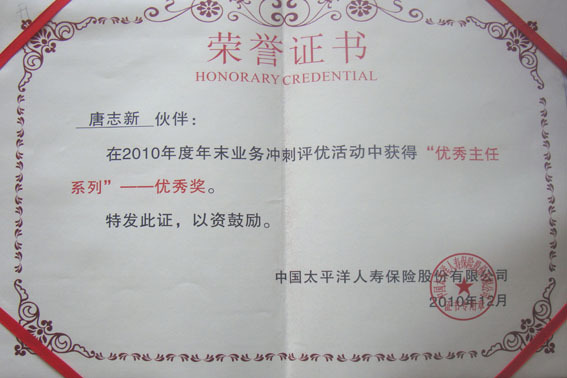 荣誉证书
HONORARY CREDENTIAL
唐志新 伙伴：
在2010年度年末业务冲刺评优活动中获得“优秀主任
系列”——优秀奖。
特发此证，以资鼓励。
中国太平洋人寿保险股份有限公司
2010年12月